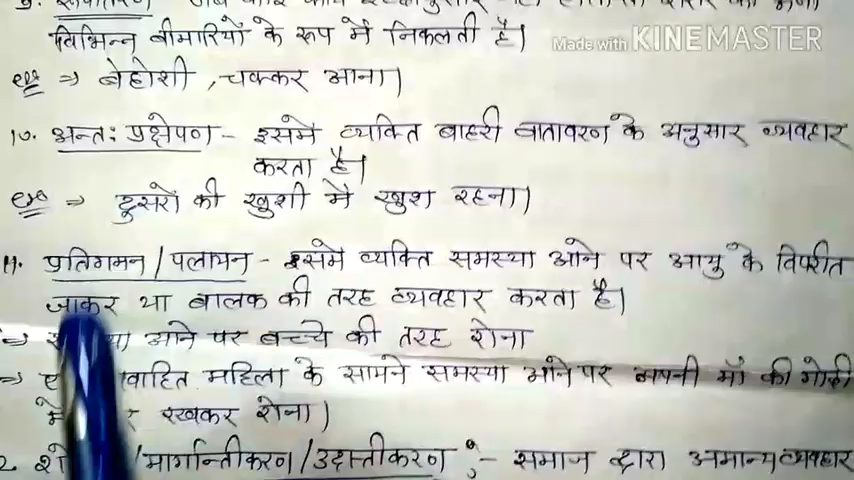 विभिन्न बीमारियों के रूप में निकलती है।
Made with KINEMASTER
ex ⇒ बेहोशी, चक्कर आना।
10. अन्तः प्रक्षेपण - इसमें व्यक्ति बाहरी वातावरण के अनुसार व्यवहार
करता है।
ex ⇒ दूसरों की खुशी में खुश रहना।
11. प्रतिगमन / पलायन - इसमें व्यक्ति समस्या आने पर आयु के विपरीत
जाकर या बालक की तरह व्यवहार करता है।
आने पर बच्चे की तरह रोना
⇒ महिला के सामने समस्या आने पर अपनी माँ की गोदी
रखकर रोना।
/मार्गान्तीकरण/उदात्तीकरण :- समाज द्वारा अमान्य व्यवहार